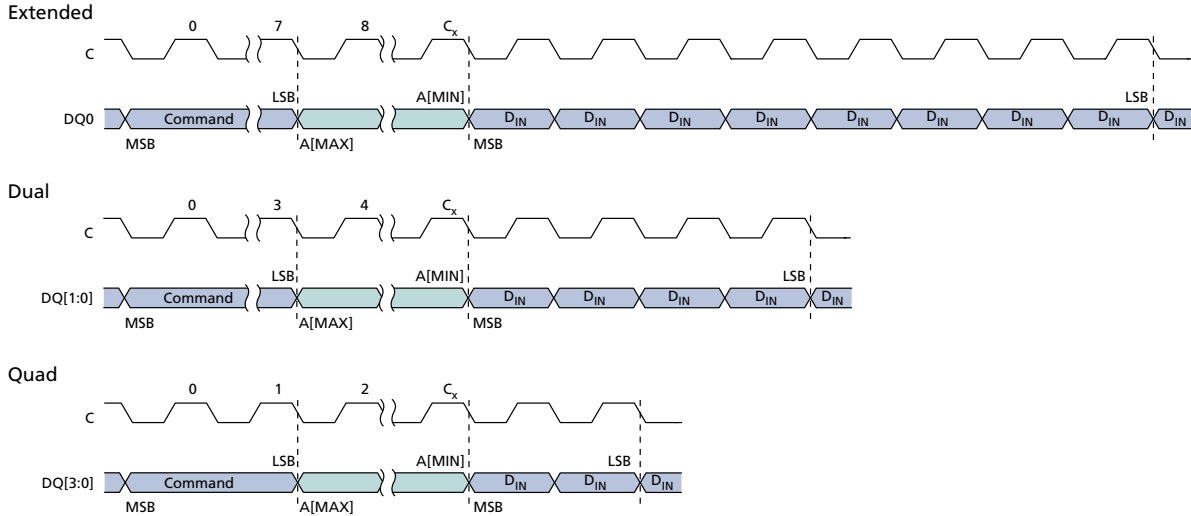 Extended
0 7 8 Cx
C
LSB A[MIN] LSB
DQ0 Command DIN DIN DIN DIN DIN DIN DIN DIN DIN
MSB A[MAX] MSB
Dual
0 3 4 Cx
C
LSB A[MIN] LSB
DQ[1:0] Command DIN DIN DIN DIN DIN
MSB A[MAX] MSB
Quad
0 1 2 Cx
C
LSB A[MIN] LSB
DQ[3:0] Command DIN DIN DIN
MSB A[MAX] MSB